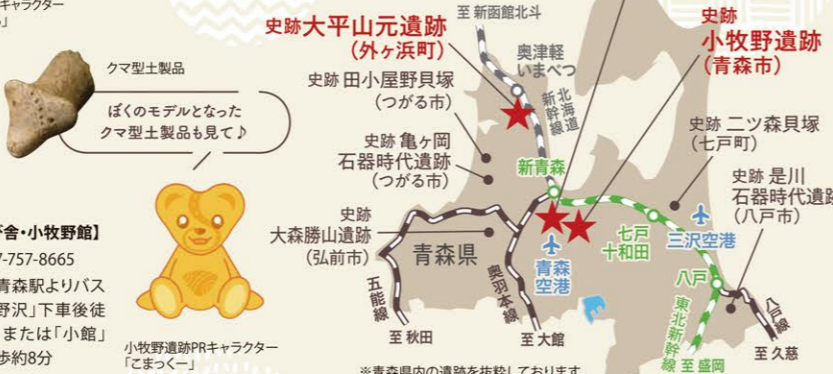 キャラクター
クマ型土製品
ぼくのモデルとなった
クマ型土製品も見て♪
小牧野館】
7-757-8665
青森駅よりバス
野沢」下車後徒
または「小館」
歩約8分
小牧野遺跡PRキャラクター
「こまっくー」
至 新函館北斗
史跡 大平山元遺跡
(外ヶ浜町)
奥津軽
いまべつ
北海道
新幹線
史跡 田小屋野貝塚
(つがる市)
史跡 亀ヶ岡
石器時代遺跡
(つがる市)
新青森
史跡
大森勝山遺跡
(弘前市)
青森県
五能線
至 秋田
奥羽本線
至 大館
青森
空港
史跡
小牧野遺跡
(青森市)
史跡 二ツ森貝塚
(七戸町)
史跡 是川
石器時代遺跡
(八戸市)
七戸
十和田
三沢空港
八戸
東北新幹線
至 盛岡
八戸線
至 久慈
※青森県内の遺跡を抜粋しております